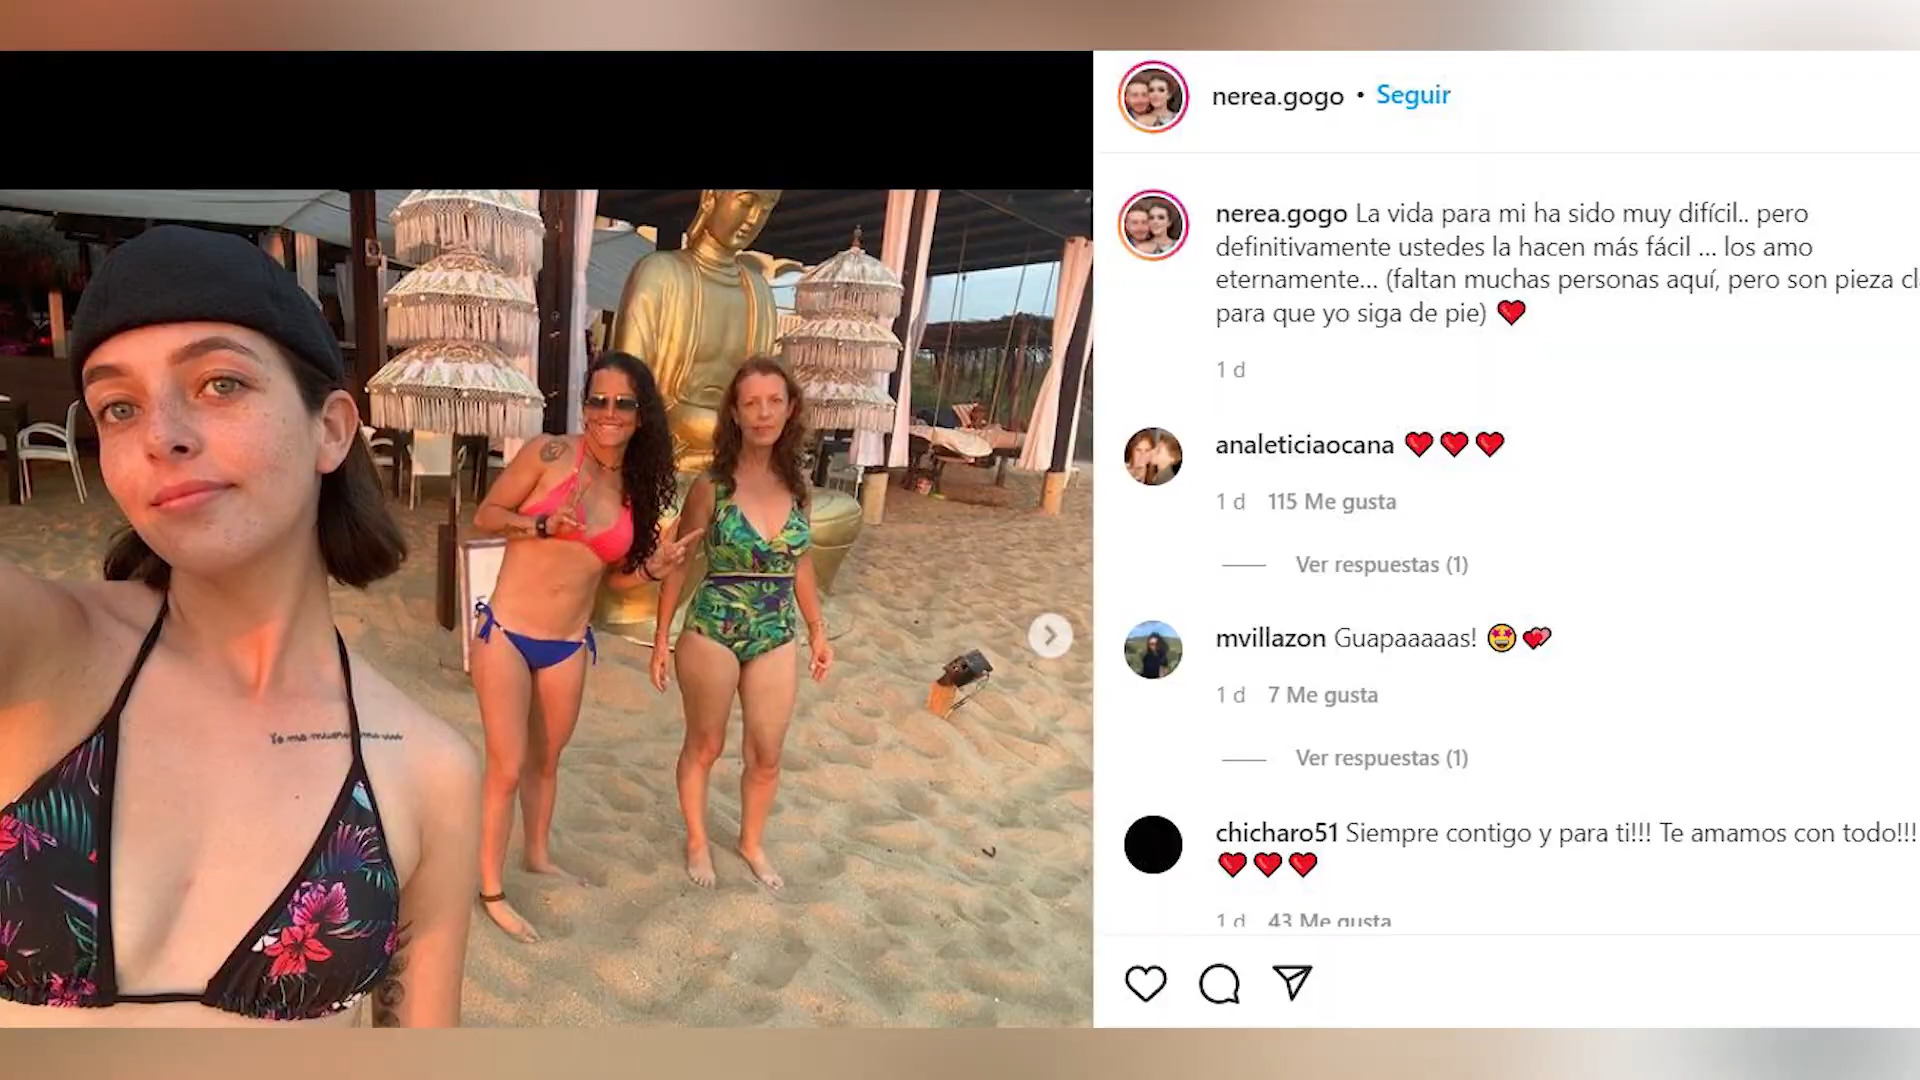 nerea.gogo • Seguir
nerea.gogo La vida para mi ha sido muy difícil.. pero
definitivamente ustedes la hacen más fácil ... los amo
eternamente... (faltan muchas personas aquí, pero son pieza cl
para que yo siga de pie) ❤️
1 d
analeticiaocana ❤️❤️❤️
1 d 115 Me gusta
Ver respuestas (1)
mvillazon Guapaaaaas! 🤩💕
1 d 7 Me gusta
Ver respuestas (1)
chicharo51 Siempre contigo y para ti!!! Te amamos con todo!!!
❤️❤️❤️
1 d 43 Me gusta